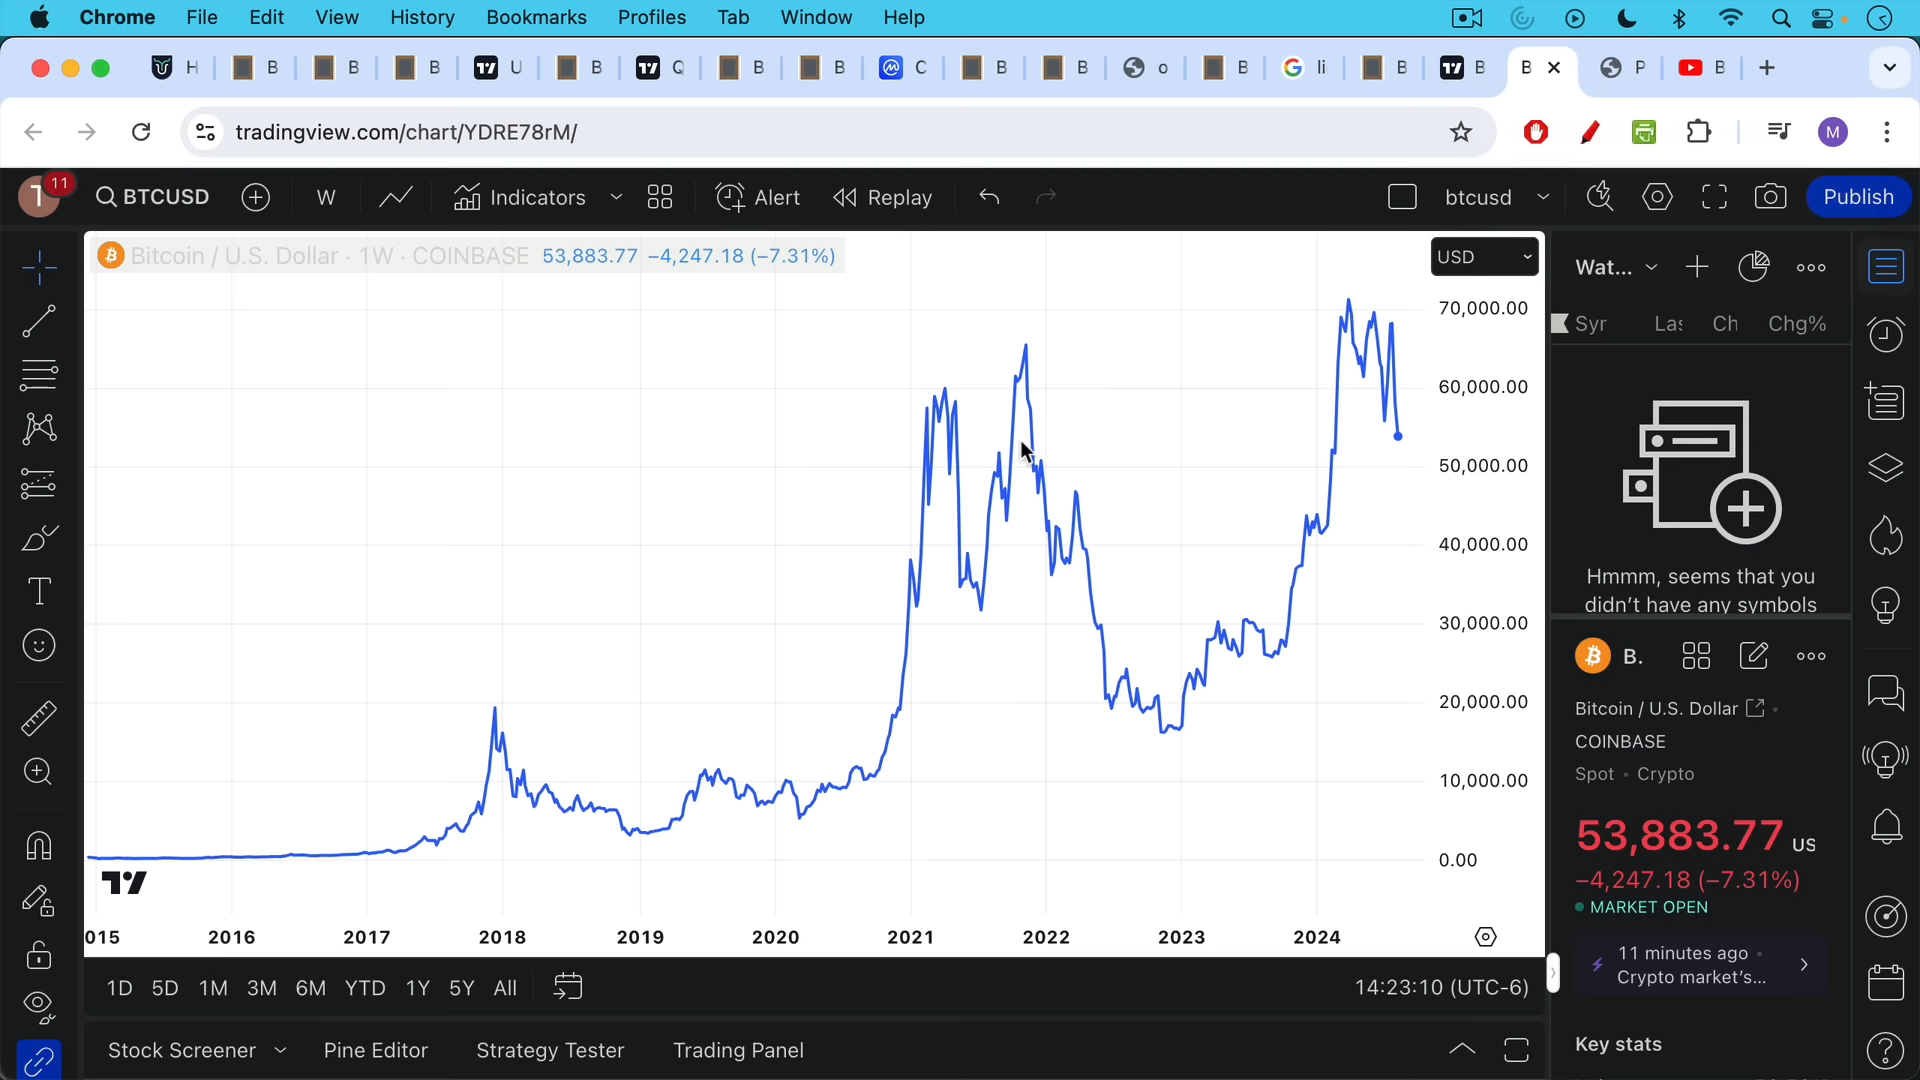 Chrome File Edit View History Bookmarks Profiles Tab Window Help
H B B B U B Q B B C B B o B li B B B P B
tradingview.com/chart/YDRE78rM/
M
T 11 BTCUSD W Indicators Alert Replay btcusd Publish
Bitcoin / U.S. Dollar · 1W · COINBASE 53,883.77 −4,247.18 (−7.31%)
USD
70,000.00
60,000.00
50,000.00
40,000.00
30,000.00
20,000.00
10,000.00
0.00
015 2016 2017 2018 2019 2020 2021 2022 2023 2024
1D 5D 1M 3M 6M YTD 1Y 5Y All
14:23:10 (UTC-6)
Stock Screener Pine Editor Strategy Tester Trading Panel
Wat...
Syr Las Ch Chg%
Hmmm, seems that you
didn't have any symbols
B.
Bitcoin / U.S. Dollar
COINBASE
Spot • Crypto
53,883.77 US
−4,247.18 (−7.31%)
MARKET OPEN
11 minutes ago •
Crypto market's...
Key stats